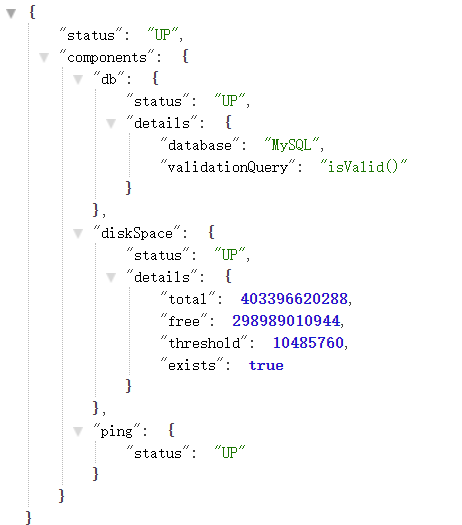 {
"status": "UP",
"components": {
"db": {
"status": "UP",
"details": {
"database": "MySQL",
"validationQuery": "isValid()"
}
},
"diskSpace": {
"status": "UP",
"details": {
"total": 403396620288,
"free": 298989010944,
"threshold": 10485760,
"exists": true
}
},
"ping": {
"status": "UP"
}
}
}